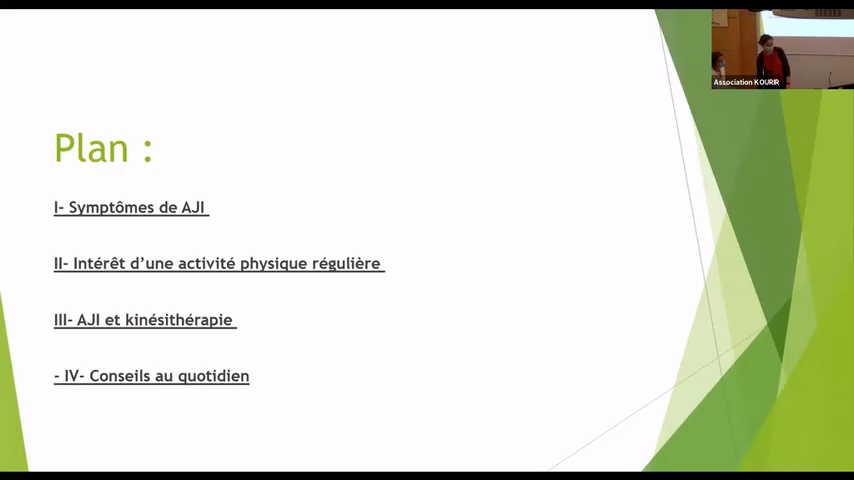 Association KOURIR
Plan :
I- Symptômes de AJI
II- Intérêt d’une activité physique régulière
III- AJI et kinésithérapie
- IV- Conseils au quotidien